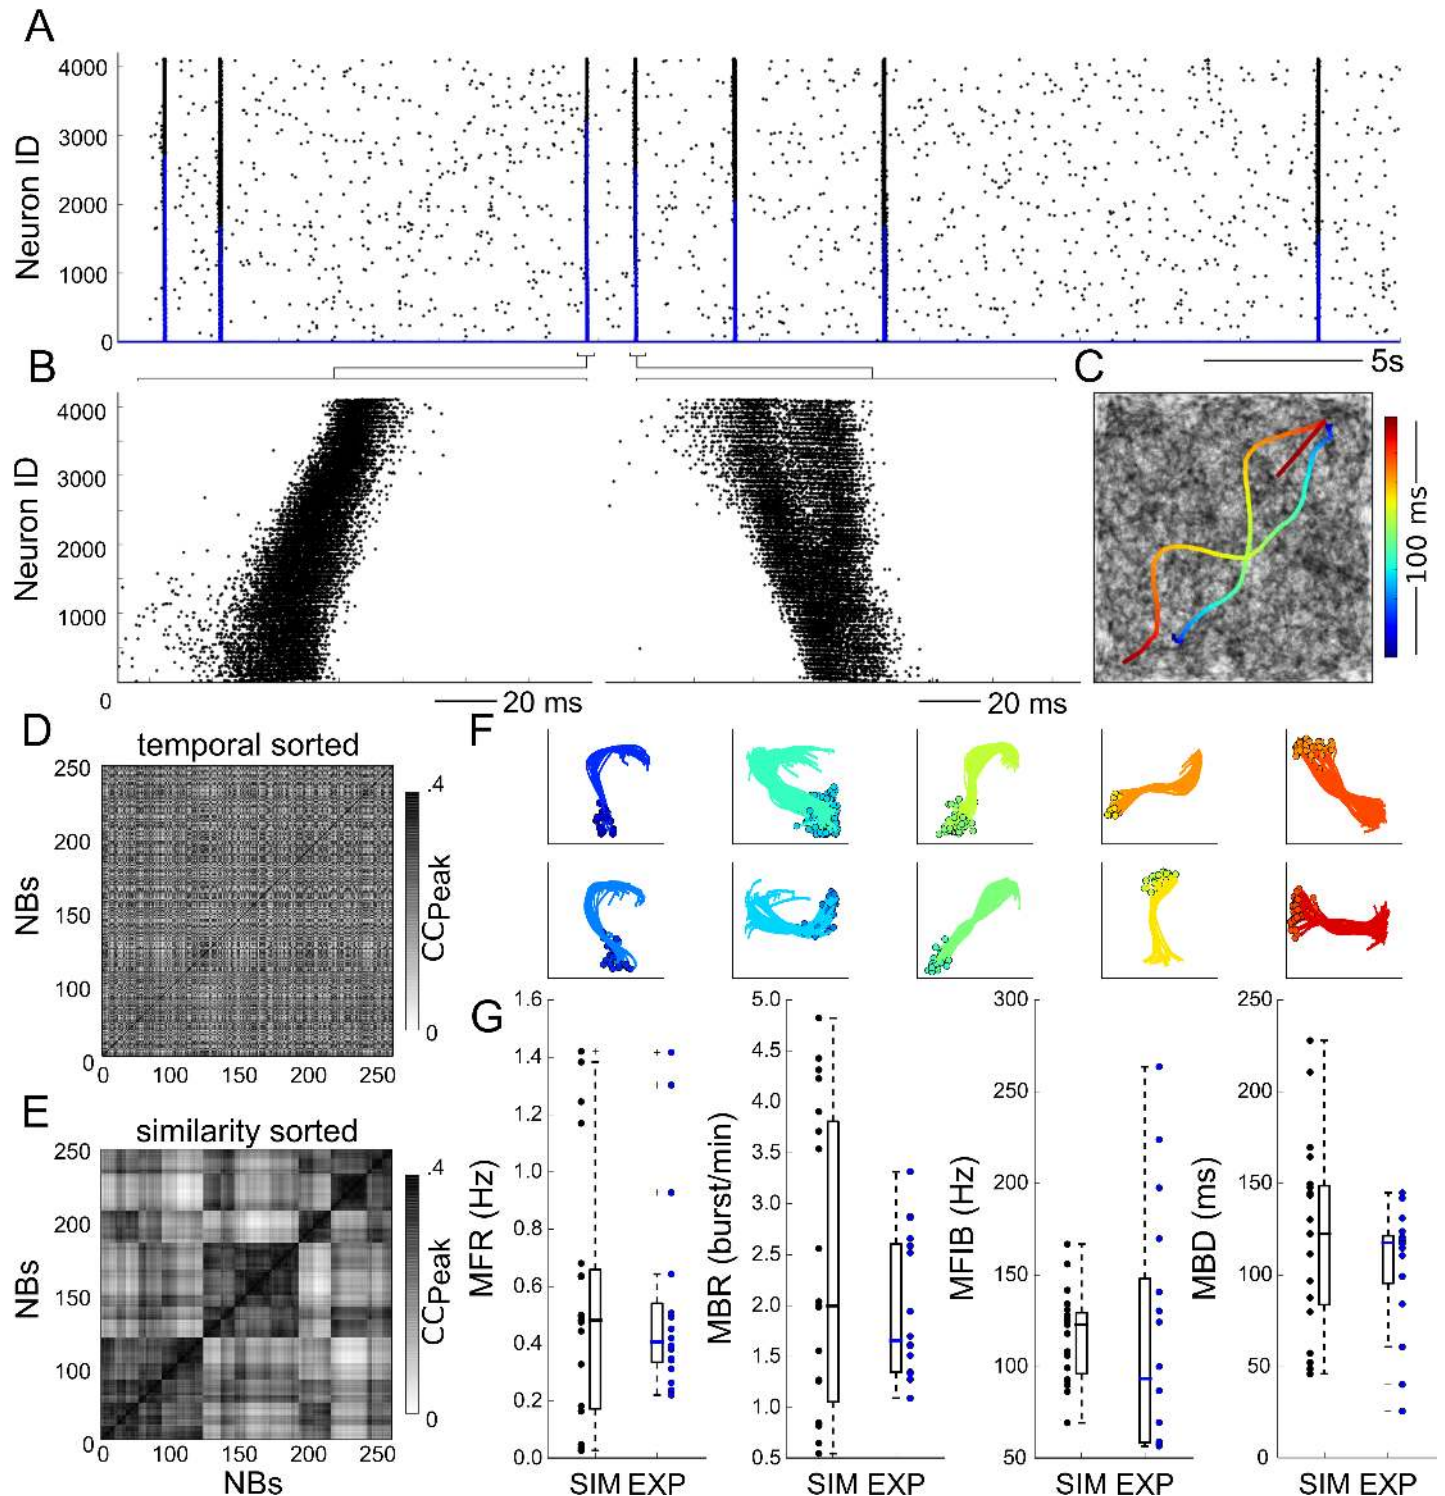 A
Neuron ID
4000
3000
2000
1000
0
5s
B
Neuron ID
4000
3000
2000
1000
0
20 ms
20 ms
C
100 ms
D
temporal sorted
NBs
250
200
150
100
50
0
0
100
150
200
250
.4
CCPeak
0
E
similarity sorted
NBs
250
200
150
100
50
0
0
100
150
200
250
NBs
.4
CCPeak
0
F
G
MFR (Hz)
1.6
1.4
1.2
1.0
0.8
0.6
0.4
0.2
0.0
SIM EXP
MBR (burst/min)
5.0
4.5
4.0
3.5
3.0
2.5
2.0
1.5
1.0
0.5
SIM EXP
MFIB (Hz)
300
250
200
150
100
50
SIM EXP
MBD (ms)
250
200
150
100
50
0
SIM EXP